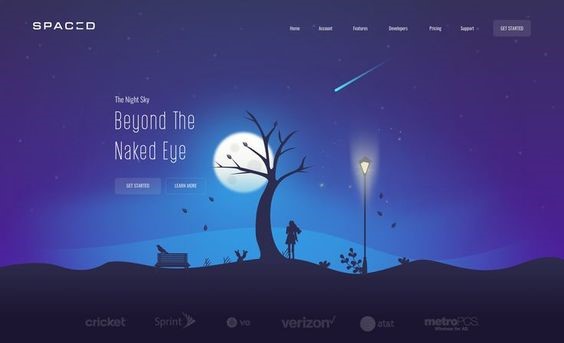 SPACED
Home Account Features Developers Pricing Support GET STARTED
The Night Sky
Beyond The
Naked Eye
GET STARTED LEARN MORE
cricket Sprint vo verizon at&t metroPCS.
Wireless for All.